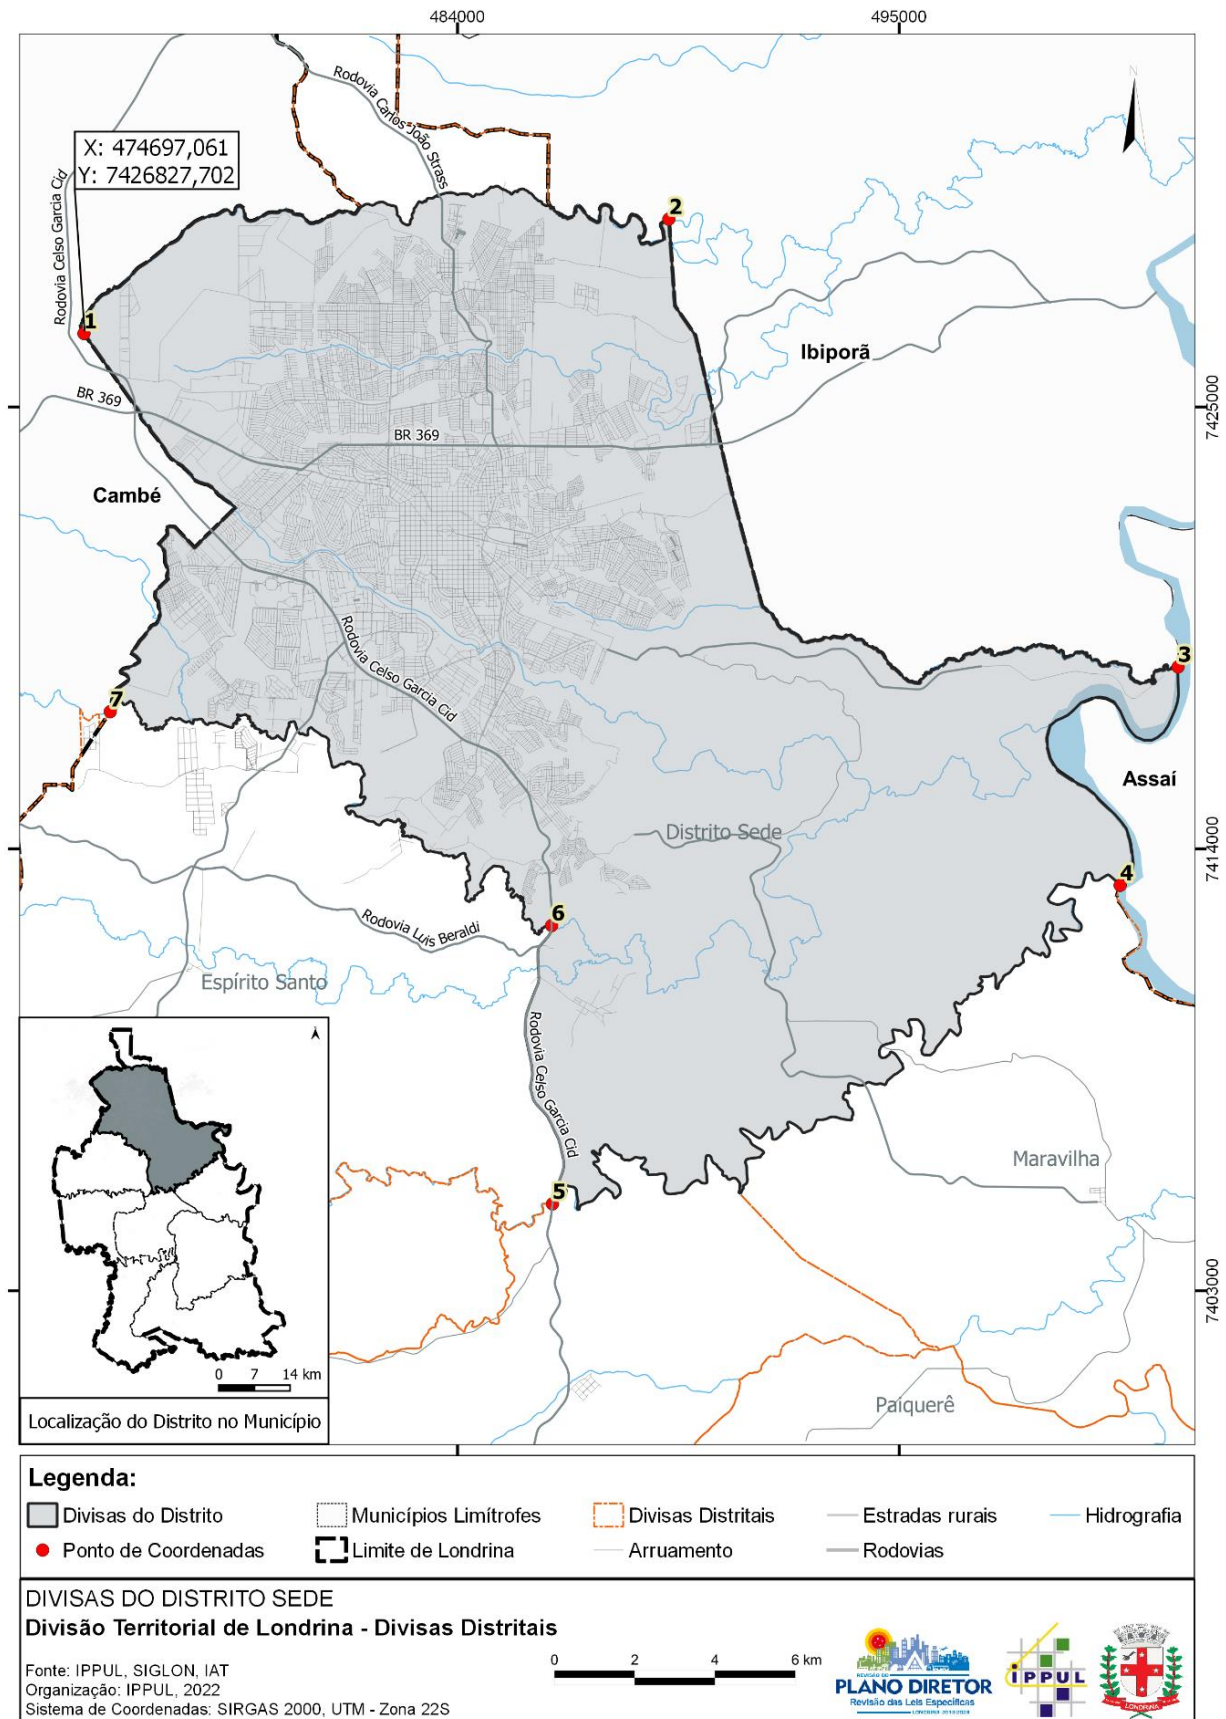 484000
495000
Rodovia Carlos João Strass
X: 474697,061
Y: 7426827,702
N
Rodovia Celso Garcia Cid
2
1
Ibiporã
BR 369
7425000
BR 369
Cambé
Rodovia Celso Garcia Cid
3
7
Assaí
Distrito Sede
7414000
4
6
Rodovia Luis Beraldi
Espírito Santo
Rodovia Celso Garcia Cid
Maravilha
5
7403000
0 7 14 km
Paiquerê
Localização do Distrito no Município
Legenda:
Divisas do Distrito
Municípios Limítrofes
Divisas Distritais
Estradas rurais
Hidrografia
Ponto de Coordenadas
Limite de Londrina
Arruamento
Rodovias
DIVISAS DO DISTRITO SEDE
Divisão Territorial de Londrina - Divisas Distritais
Fonte: IPPUL, SIGLON, IAT
Organização: IPPUL, 2022
Sistema de Coordenadas: SIRGAS 2000, UTM - Zona 22S
0 2 4 6 km
REVISÃO DO
PLANO DIRETOR
Revisão das Leis Específicas
IPPUL
LONDRINA